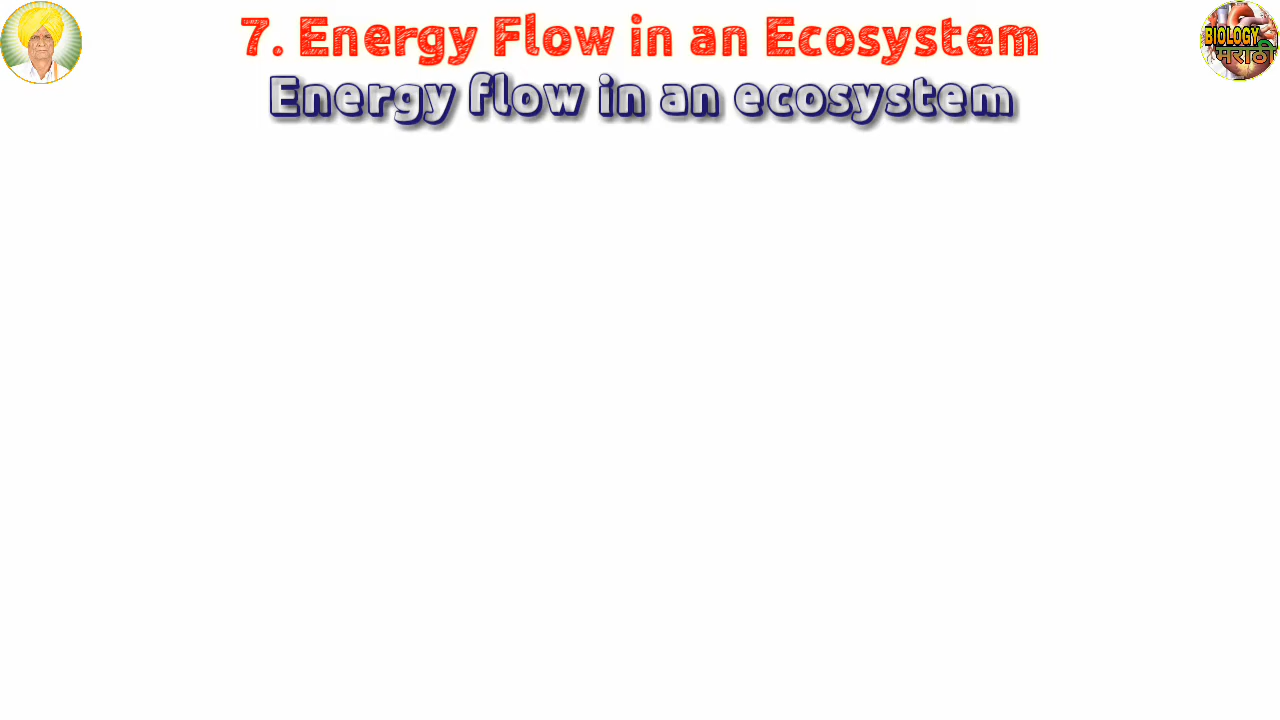 7. Energy Flow in an Ecosystem
Energy flow in an ecosystem
BIOLOGY
मराठी